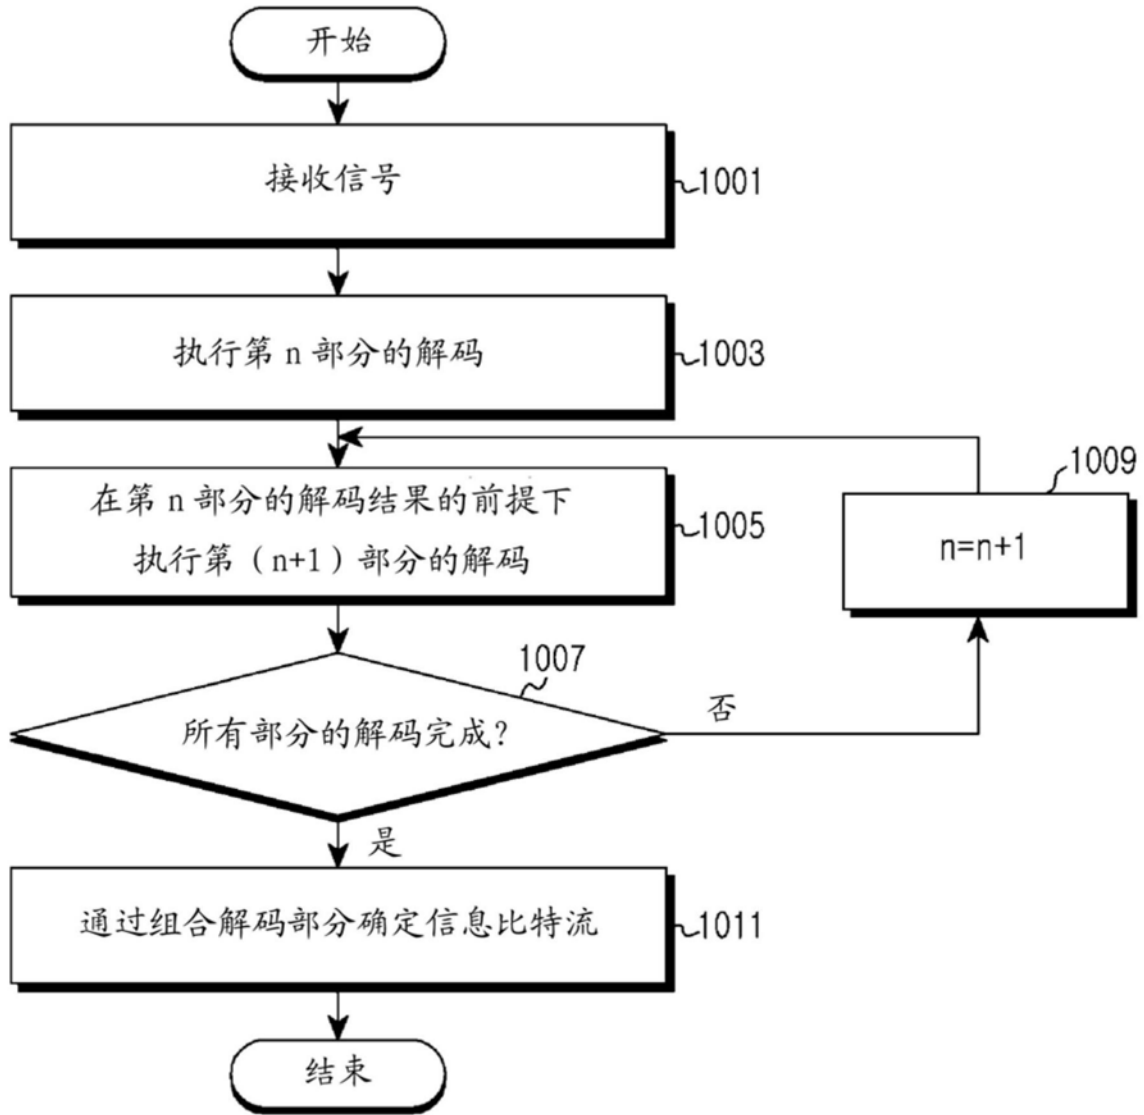 开始
接收信号
1001
执行第n部分的解码
1003
1009
在第n部分的解码结果的前提下
执行第（n+1）部分的解码
1005
n=n+1
1007
所有部分的解码完成？
否
是
通过组合解码部分确定信息比特流
1011
结束